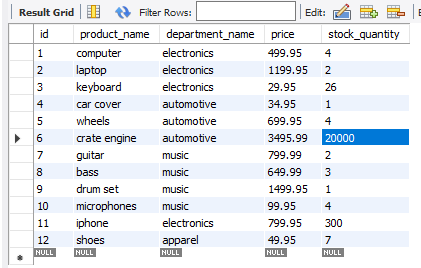 Result Grid Filter Rows: Edit:
id product_name department_name price stock_quantity
1 computer electronics 499.95 4
2 laptop electronics 1199.95 2
3 keyboard electronics 29.95 26
4 car cover automotive 34.95 1
5 wheels automotive 699.95 4
6 crate engine automotive 3495.99 20000
7 guitar music 799.99 2
8 bass music 649.99 3
9 drum set music 1499.95 1
10 microphones music 99.95 4
11 iphone electronics 799.95 300
12 shoes apparel 49.95 7
NULL NULL NULL NULL NULL